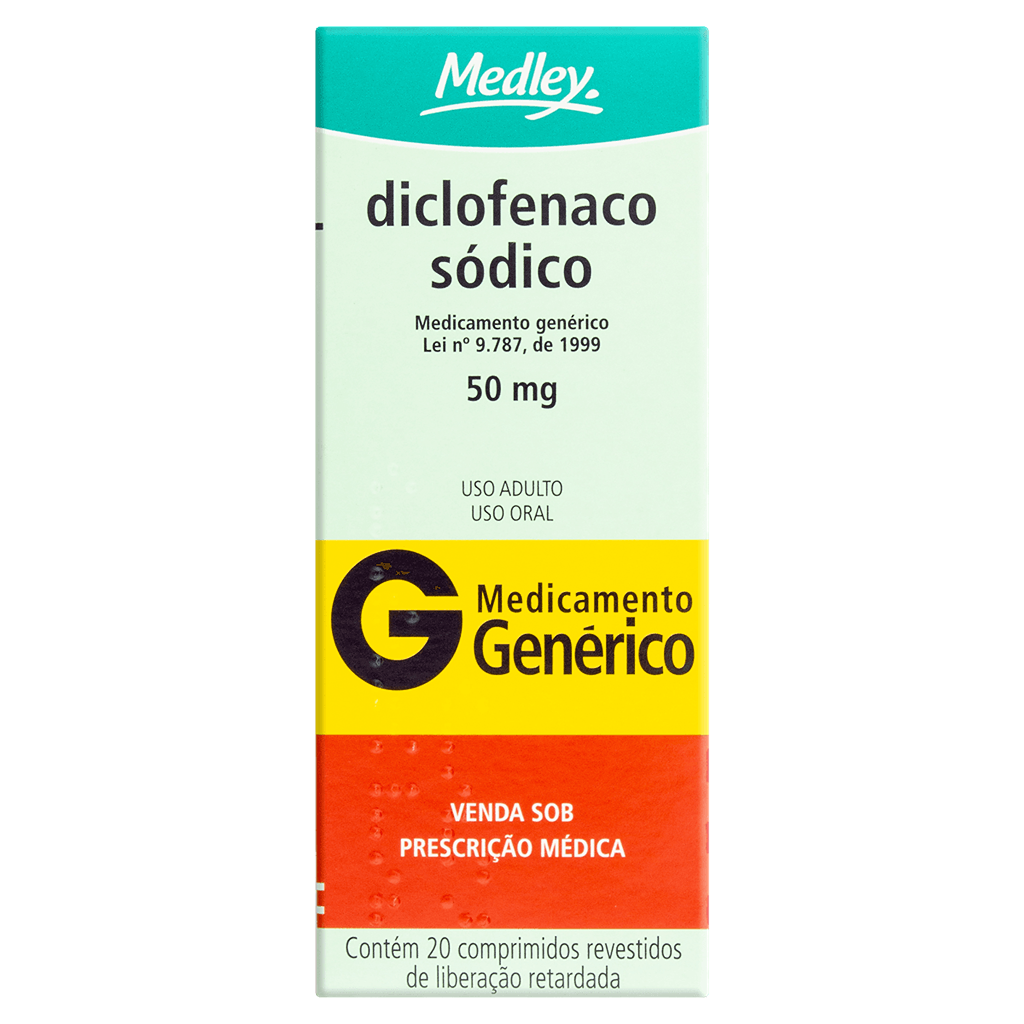 Medley.
diclofenaco
sódico
Medicamento genérico
Lei nº 9.787, de 1999
50 mg
USO ADULTO
USO ORAL
G Medicamento
Genérico
VENDA SOB
PRESCRIÇÃO MÉDICA
Contém 20 comprimidos revestidos
de liberação retardada